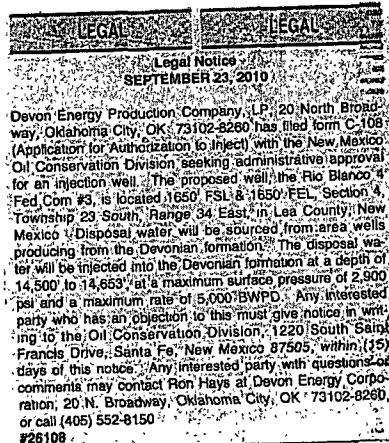 LEGAL LEGAL
Legal Notice
SEPTEMBER 23, 2010
Devon Energy Production Company, LP, 20 North Broad-
way, Oklahoma City, OK 73102-8260 has filed form C-108
(Application for Authorization to Inject) with the New Mexico
Oil Conservation Division seeking administrative approval
for an injection well. The proposed well, the Rio Blanco 4
Fed Com #3, is located 1650' FSL & 1650' FEL, Section 4,
Township 23 South, Range 34 East, in Lea County, New
Mexico. Disposal water will be sourced from area wells
producing from the Devonian formation. The disposal wa-
ter will be injected into the Devonian formation at a depth of
14,500' to 14,653', at a maximum surface pressure of 2,900
psi and a maximum rate of 5,000 BWPD. Any interested
party who has an objection to this must give notice in writ-
ing to the Oil Conservation Division, 1220 South Saint
Francis Drive, Santa Fe, New Mexico 87505, within (15)
days of this notice. Any interested party with questions or
comments may contact Ron Hays at Devon Energy Corpo-
ration, 20 N. Broadway, Oklahoma City, OK 73102-8260,
or call (405) 552-8150
#26108